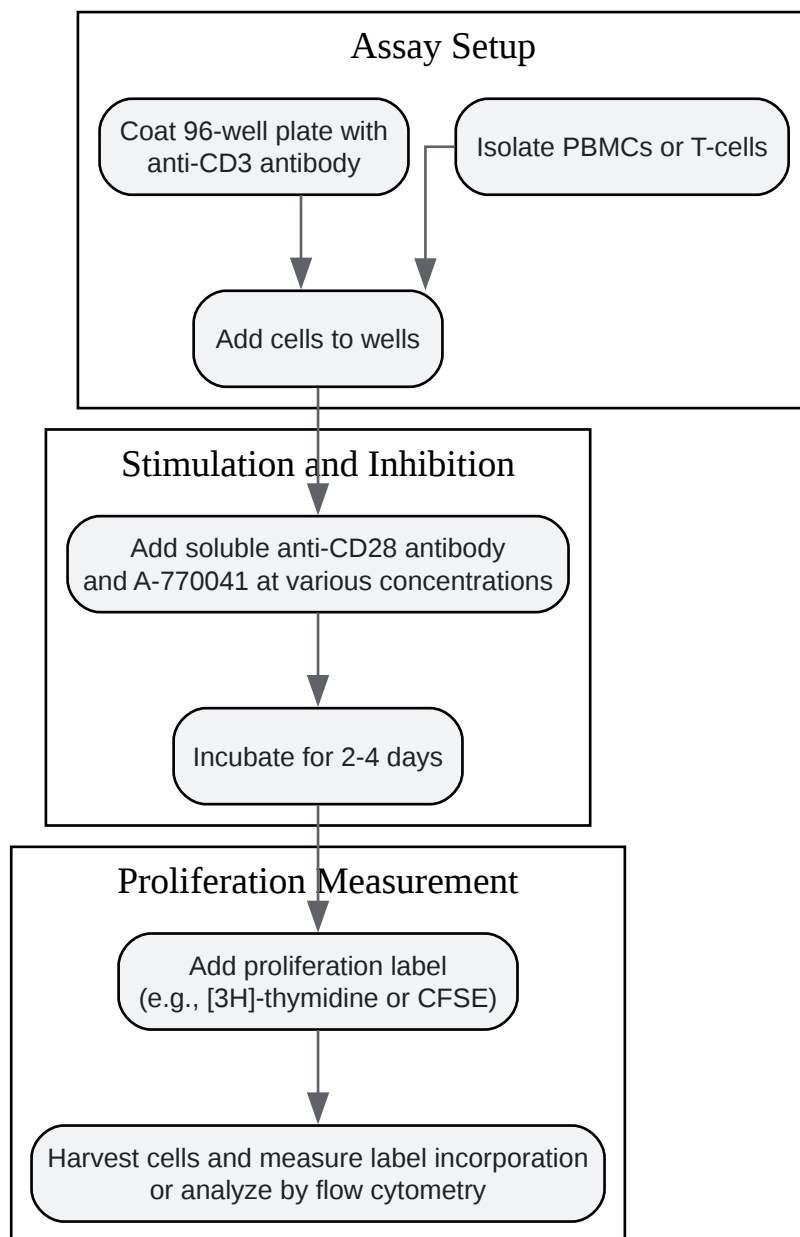 Assay Setup
Coat 96-well plate with
anti-CD3 antibody
Isolate PBMCs or T-cells
Add cells to wells
Stimulation and Inhibition
Add soluble anti-CD28 antibody
and A-770041 at various concentrations
Incubate for 2-4 days
Proliferation Measurement
Add proliferation label
(e.g., [3H]-thymidine or CFSE)
Harvest cells and measure label incorporation
or analyze by flow cytometry